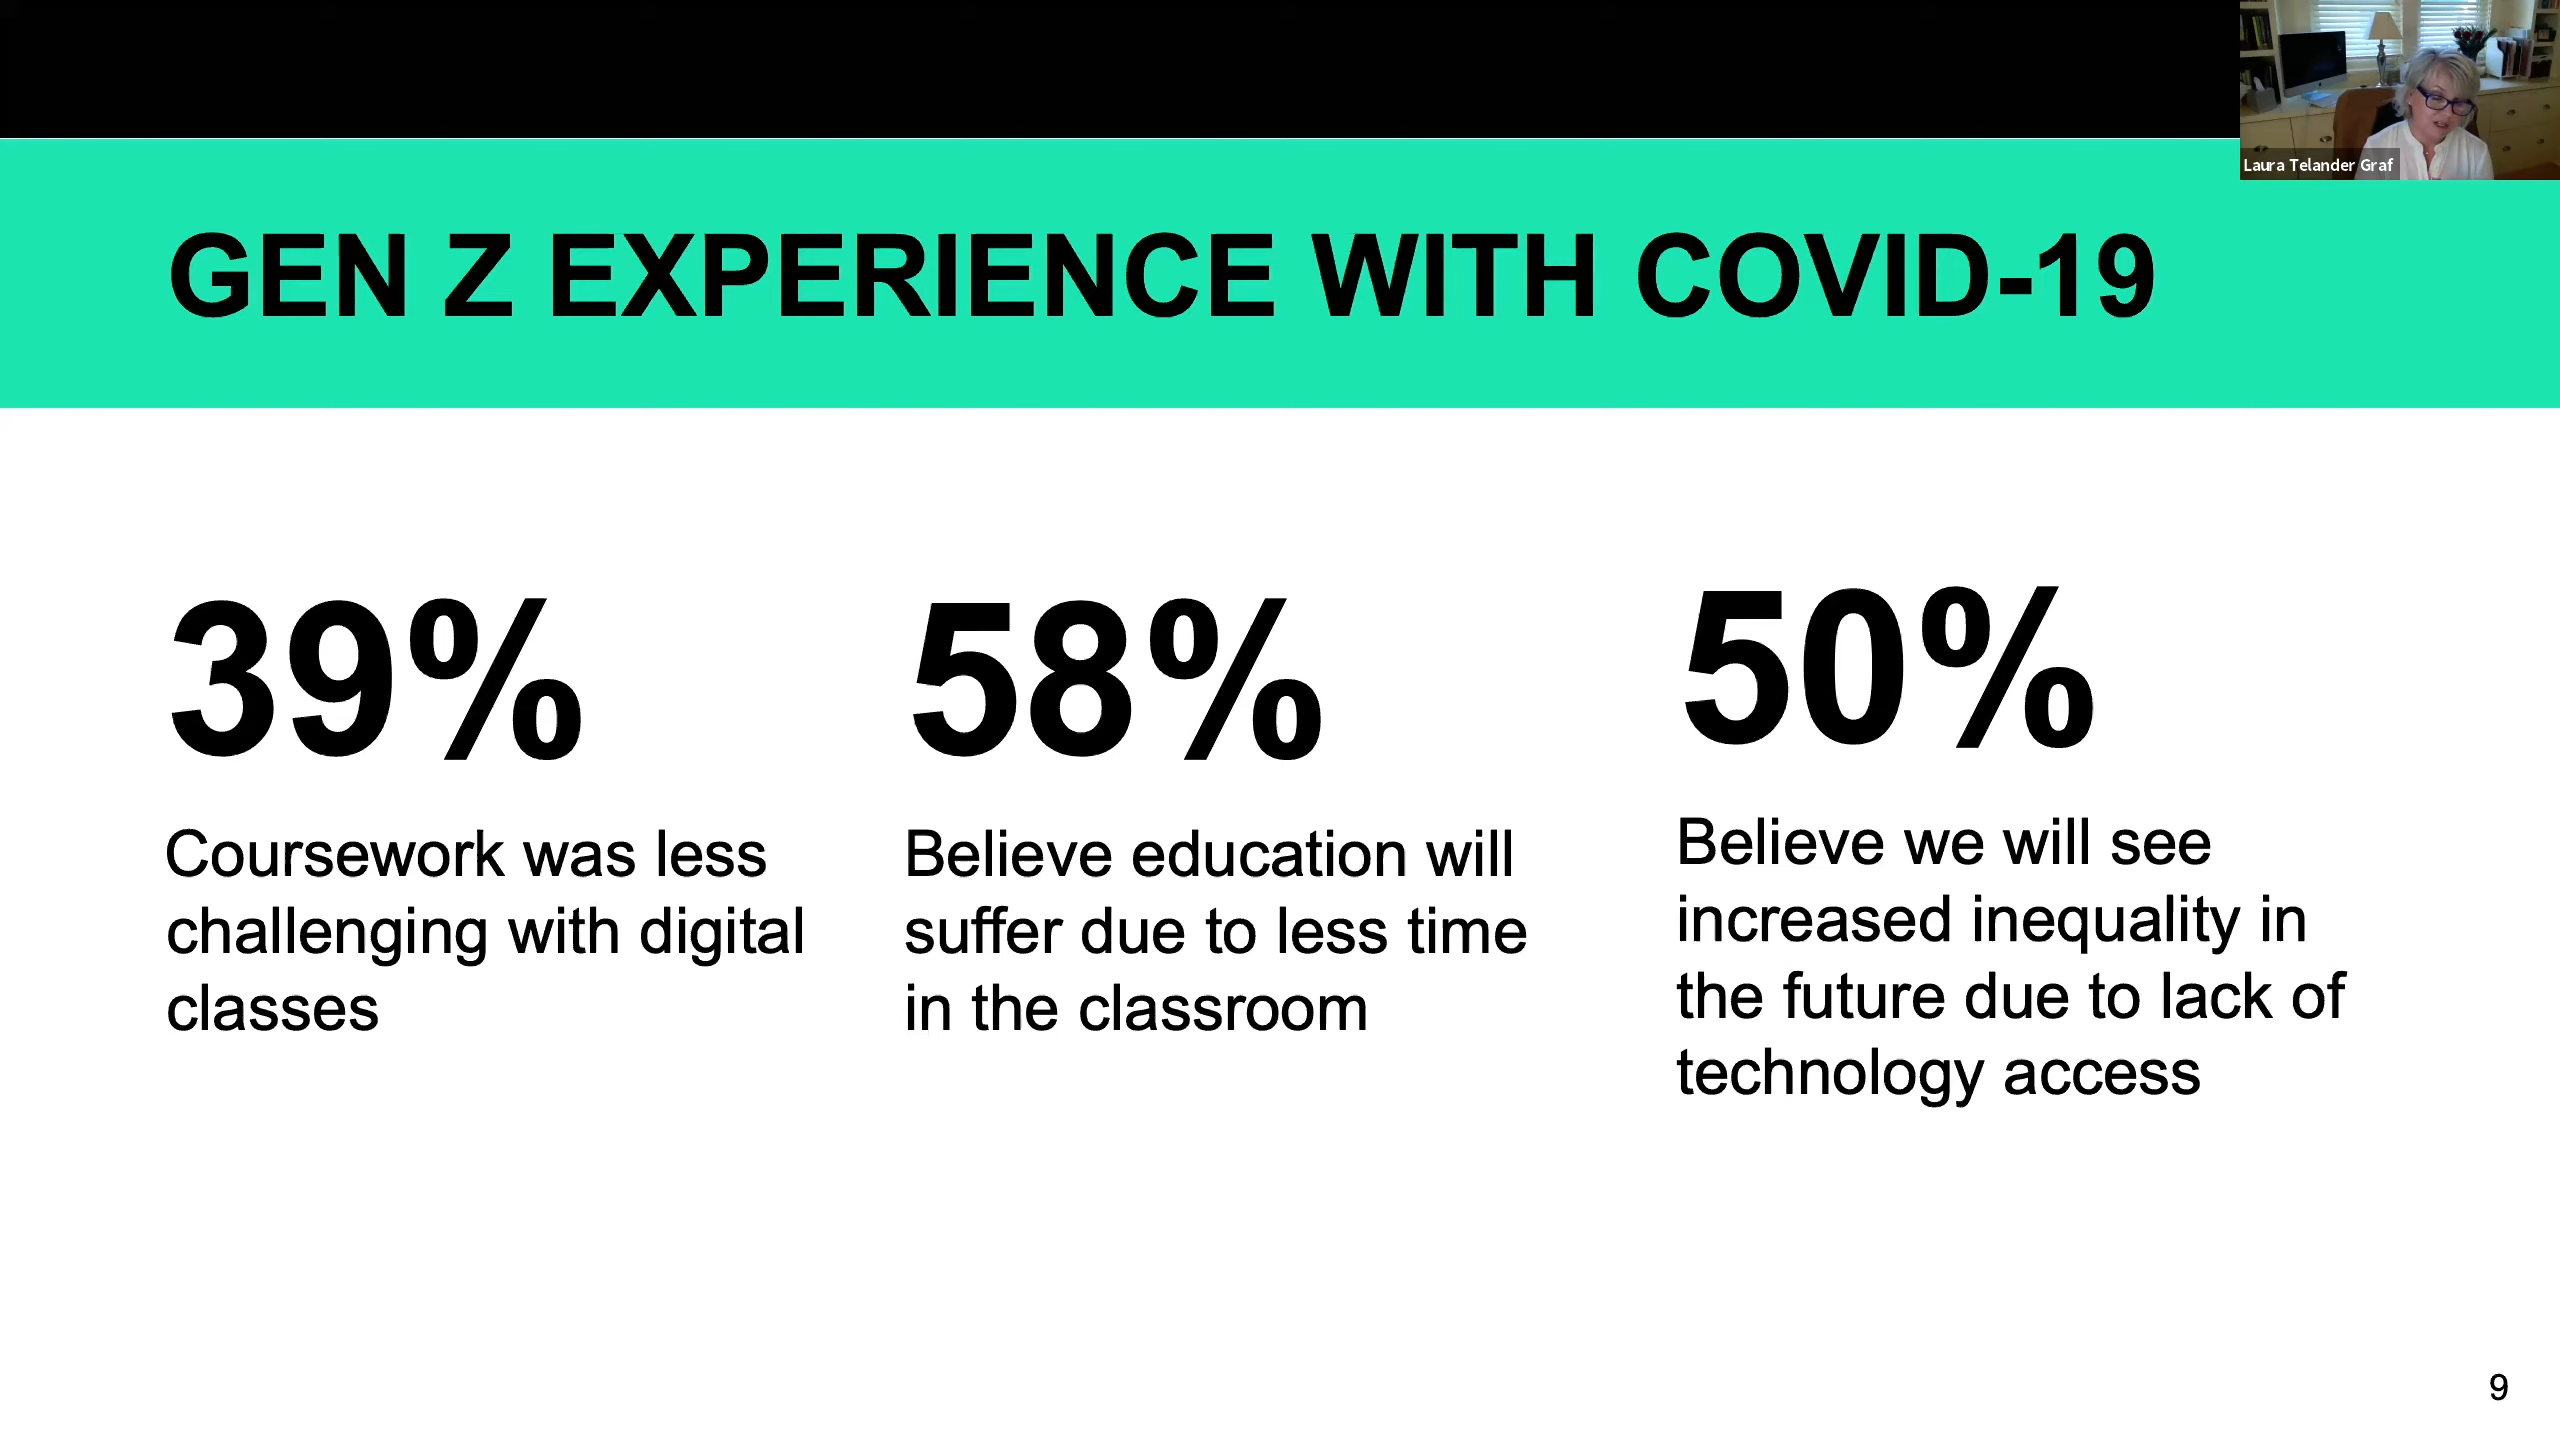 Laura Telander Graf
GEN Z EXPERIENCE WITH COVID-19
39%
Coursework was less
challenging with digital
classes
58%
Believe education will
suffer due to less time
in the classroom
50%
Believe we will see
increased inequality in
the future due to lack of
technology access
9